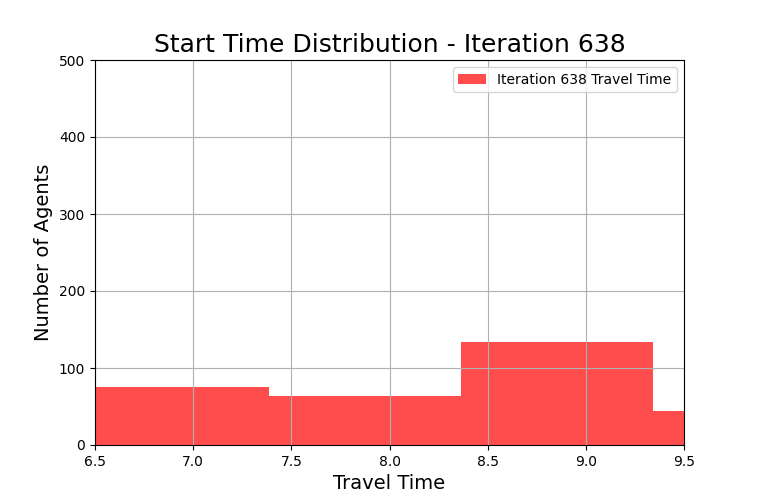 Start Time Distribution - Iteration 638
500
Iteration 638 Travel Time
400
300
200
100
0
Number of Agents
6.5 7.0 7.5 8.0 8.5 9.0 9.5
Travel Time